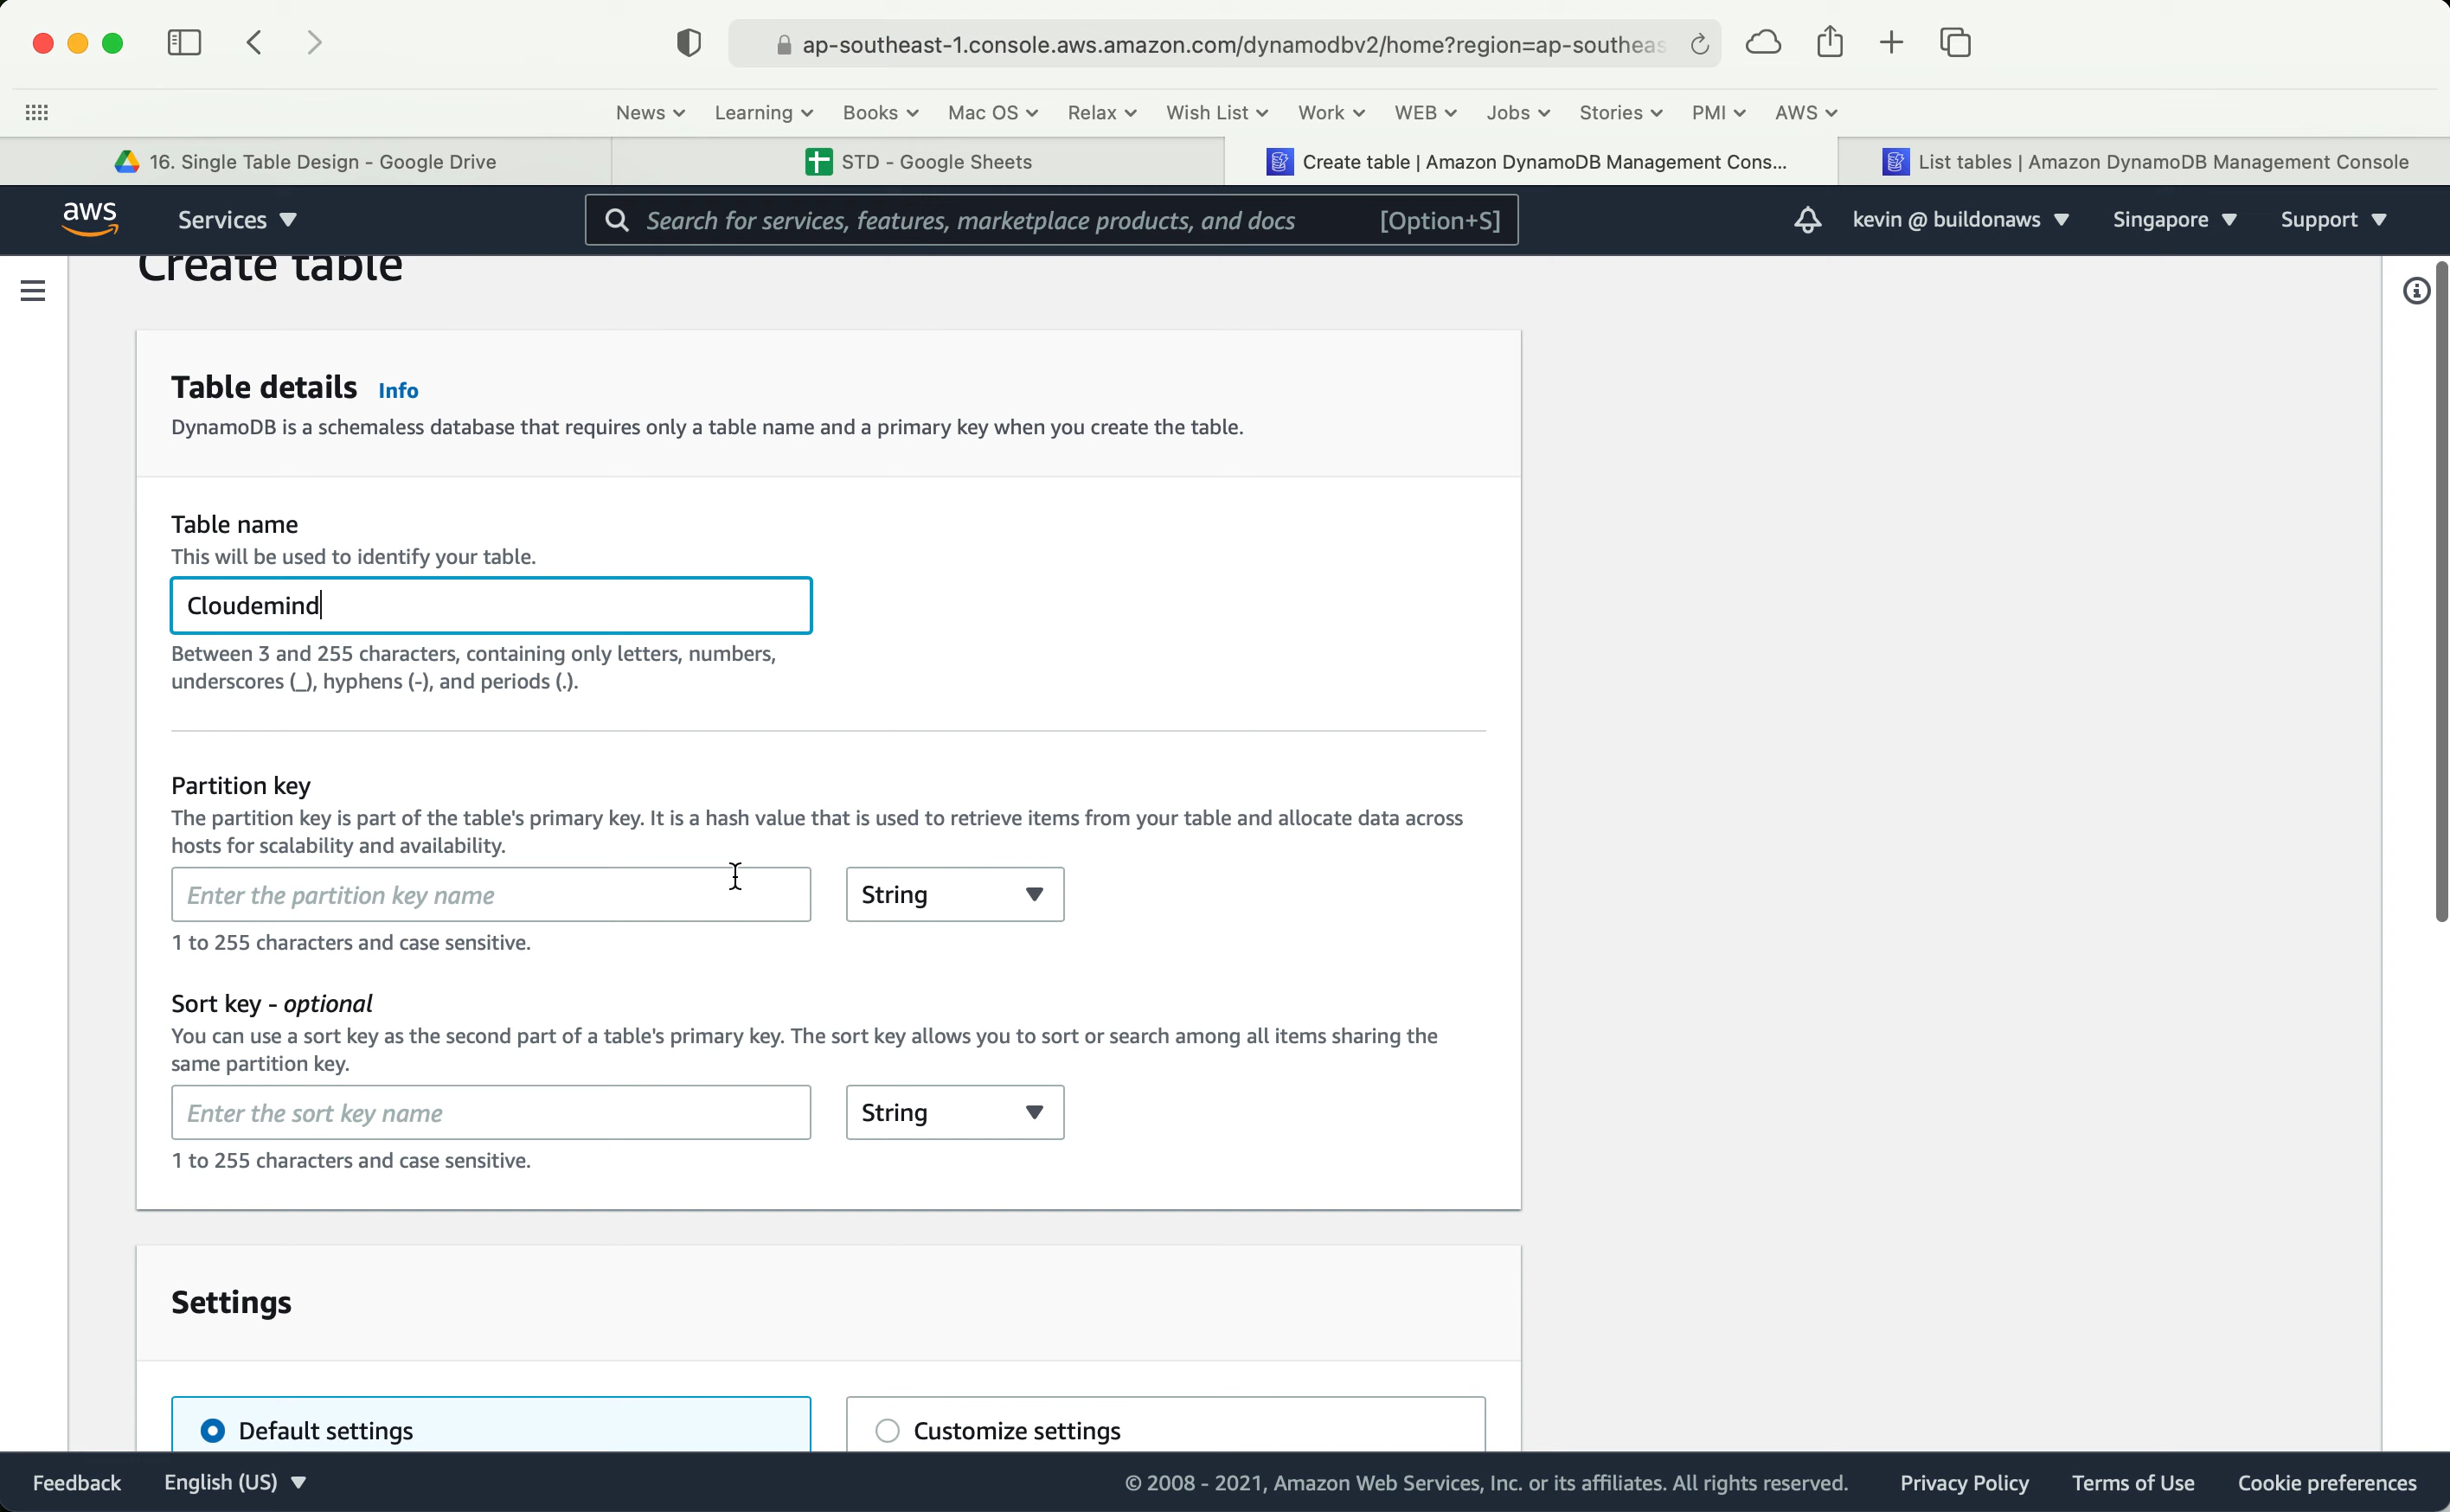 ap-southeast-1.console.aws.amazon.com/dynamodbv2/home?region=ap-southeas
News Learning Books Mac OS Relax Wish List Work WEB Jobs Stories PMI AWS
16. Single Table Design - Google Drive STD - Google Sheets Create table | Amazon DynamoDB Management Cons... List tables | Amazon DynamoDB Management Console
aws Services Search for services, features, marketplace products, and docs [Option+S] kevin @ buildonaws Singapore Support
Create table
Table details Info
DynamoDB is a schemaless database that requires only a table name and a primary key when you create the table.
Table name
This will be used to identify your table.
Cloudemind
Between 3 and 255 characters, containing only letters, numbers,
underscores (_), hyphens (-), and periods (.).
Partition key
The partition key is part of the table's primary key. It is a hash value that is used to retrieve items from your table and allocate data across
hosts for scalability and availability.
Enter the partition key name String
1 to 255 characters and case sensitive.
Sort key - optional
You can use a sort key as the second part of a table's primary key. The sort key allows you to sort or search among all items sharing the
same partition key.
Enter the sort key name String
1 to 255 characters and case sensitive.
Settings
Default settings Customize settings
Feedback English (US) © 2008 - 2021, Amazon Web Services, Inc. or its affiliates. All rights reserved. Privacy Policy Terms of Use Cookie preferences